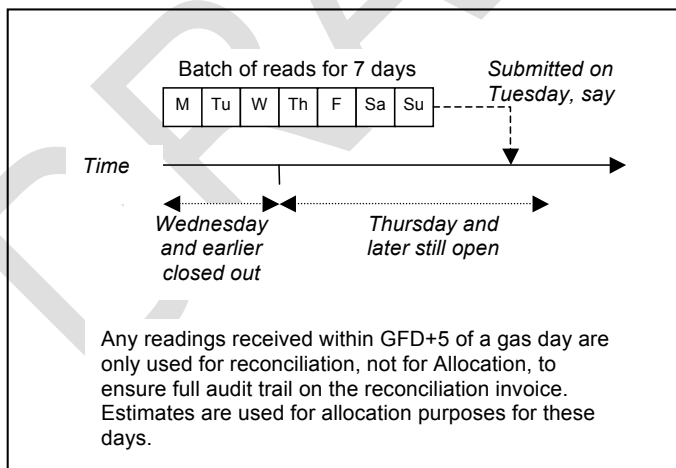 Batch of reads for 7 days
Submitted on
Tuesday, say
M Tu W Th F Sa Su
Time
Wednesday
and earlier
closed out
Thursday and
later still open
Any readings received within GFD+5 of a gas day are
only used for reconciliation, not for Allocation, to
ensure full audit trail on the reconciliation invoice.
Estimates are used for allocation purposes for these
days.